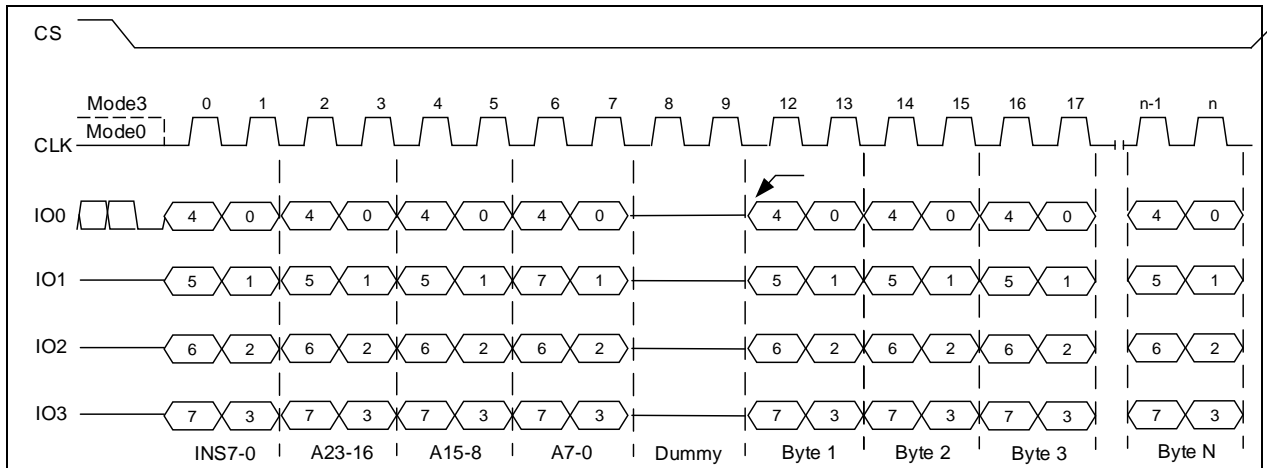 CS
Mode3 0 1 2 3 4 5 6 7 8 9 12 13 14 15 16 17 n-1 n
Mode0
CLK
IO0 4 0 4 0 4 0 4 0 4 0 4 0 4 0 4 0
IO1 5 1 5 1 5 1 7 1 5 1 5 1 5 1 5 1
IO2 6 2 6 2 6 2 6 2 6 2 6 2 6 2 6 2
IO3 7 3 7 3 7 3 7 3 7 3 7 3 7 3 7 3
INS7-0 A23-16 A15-8 A7-0 Dummy Byte 1 Byte 2 Byte 3 Byte N